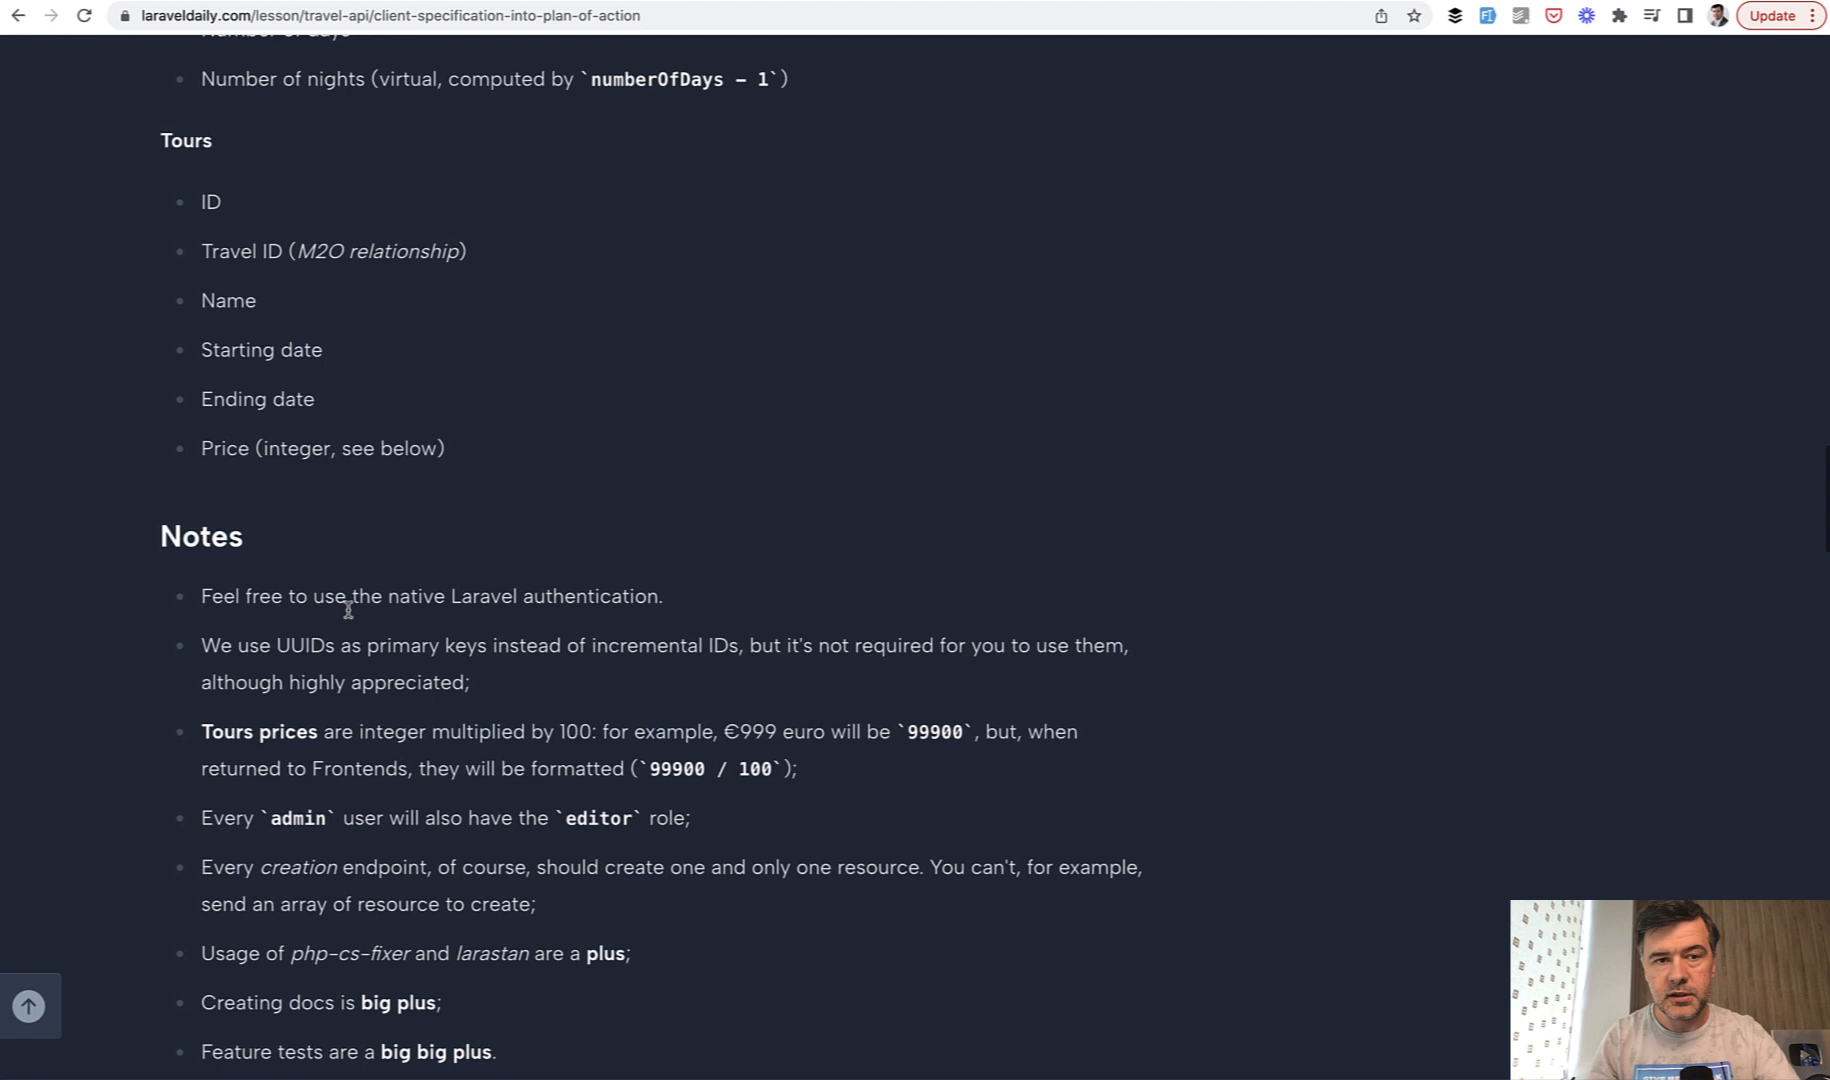 laraveldaily.com/lesson/travel-api/client-specification-into-plan-of-action
Update
Number of days
Number of nights (virtual, computed by `numberOfDays - 1`)
Tours
ID
Travel ID (M2O relationship)
Name
Starting date
Ending date
Price (integer, see below)
Notes
Feel free to use the native Laravel authentication.
We use UUIDs as primary keys instead of incremental IDs, but it's not required for you to use them,
although highly appreciated;
Tours prices are integer multiplied by 100: for example, €999 euro will be `99900`, but, when
returned to Frontends, they will be formatted (`99900 / 100`);
Every `admin` user will also have the `editor` role;
Every creation endpoint, of course, should create one and only one resource. You can't, for example,
send an array of resource to create;
Usage of php-cs-fixer and larastan are a plus;
Creating docs is big plus;
Feature tests are a big big plus.